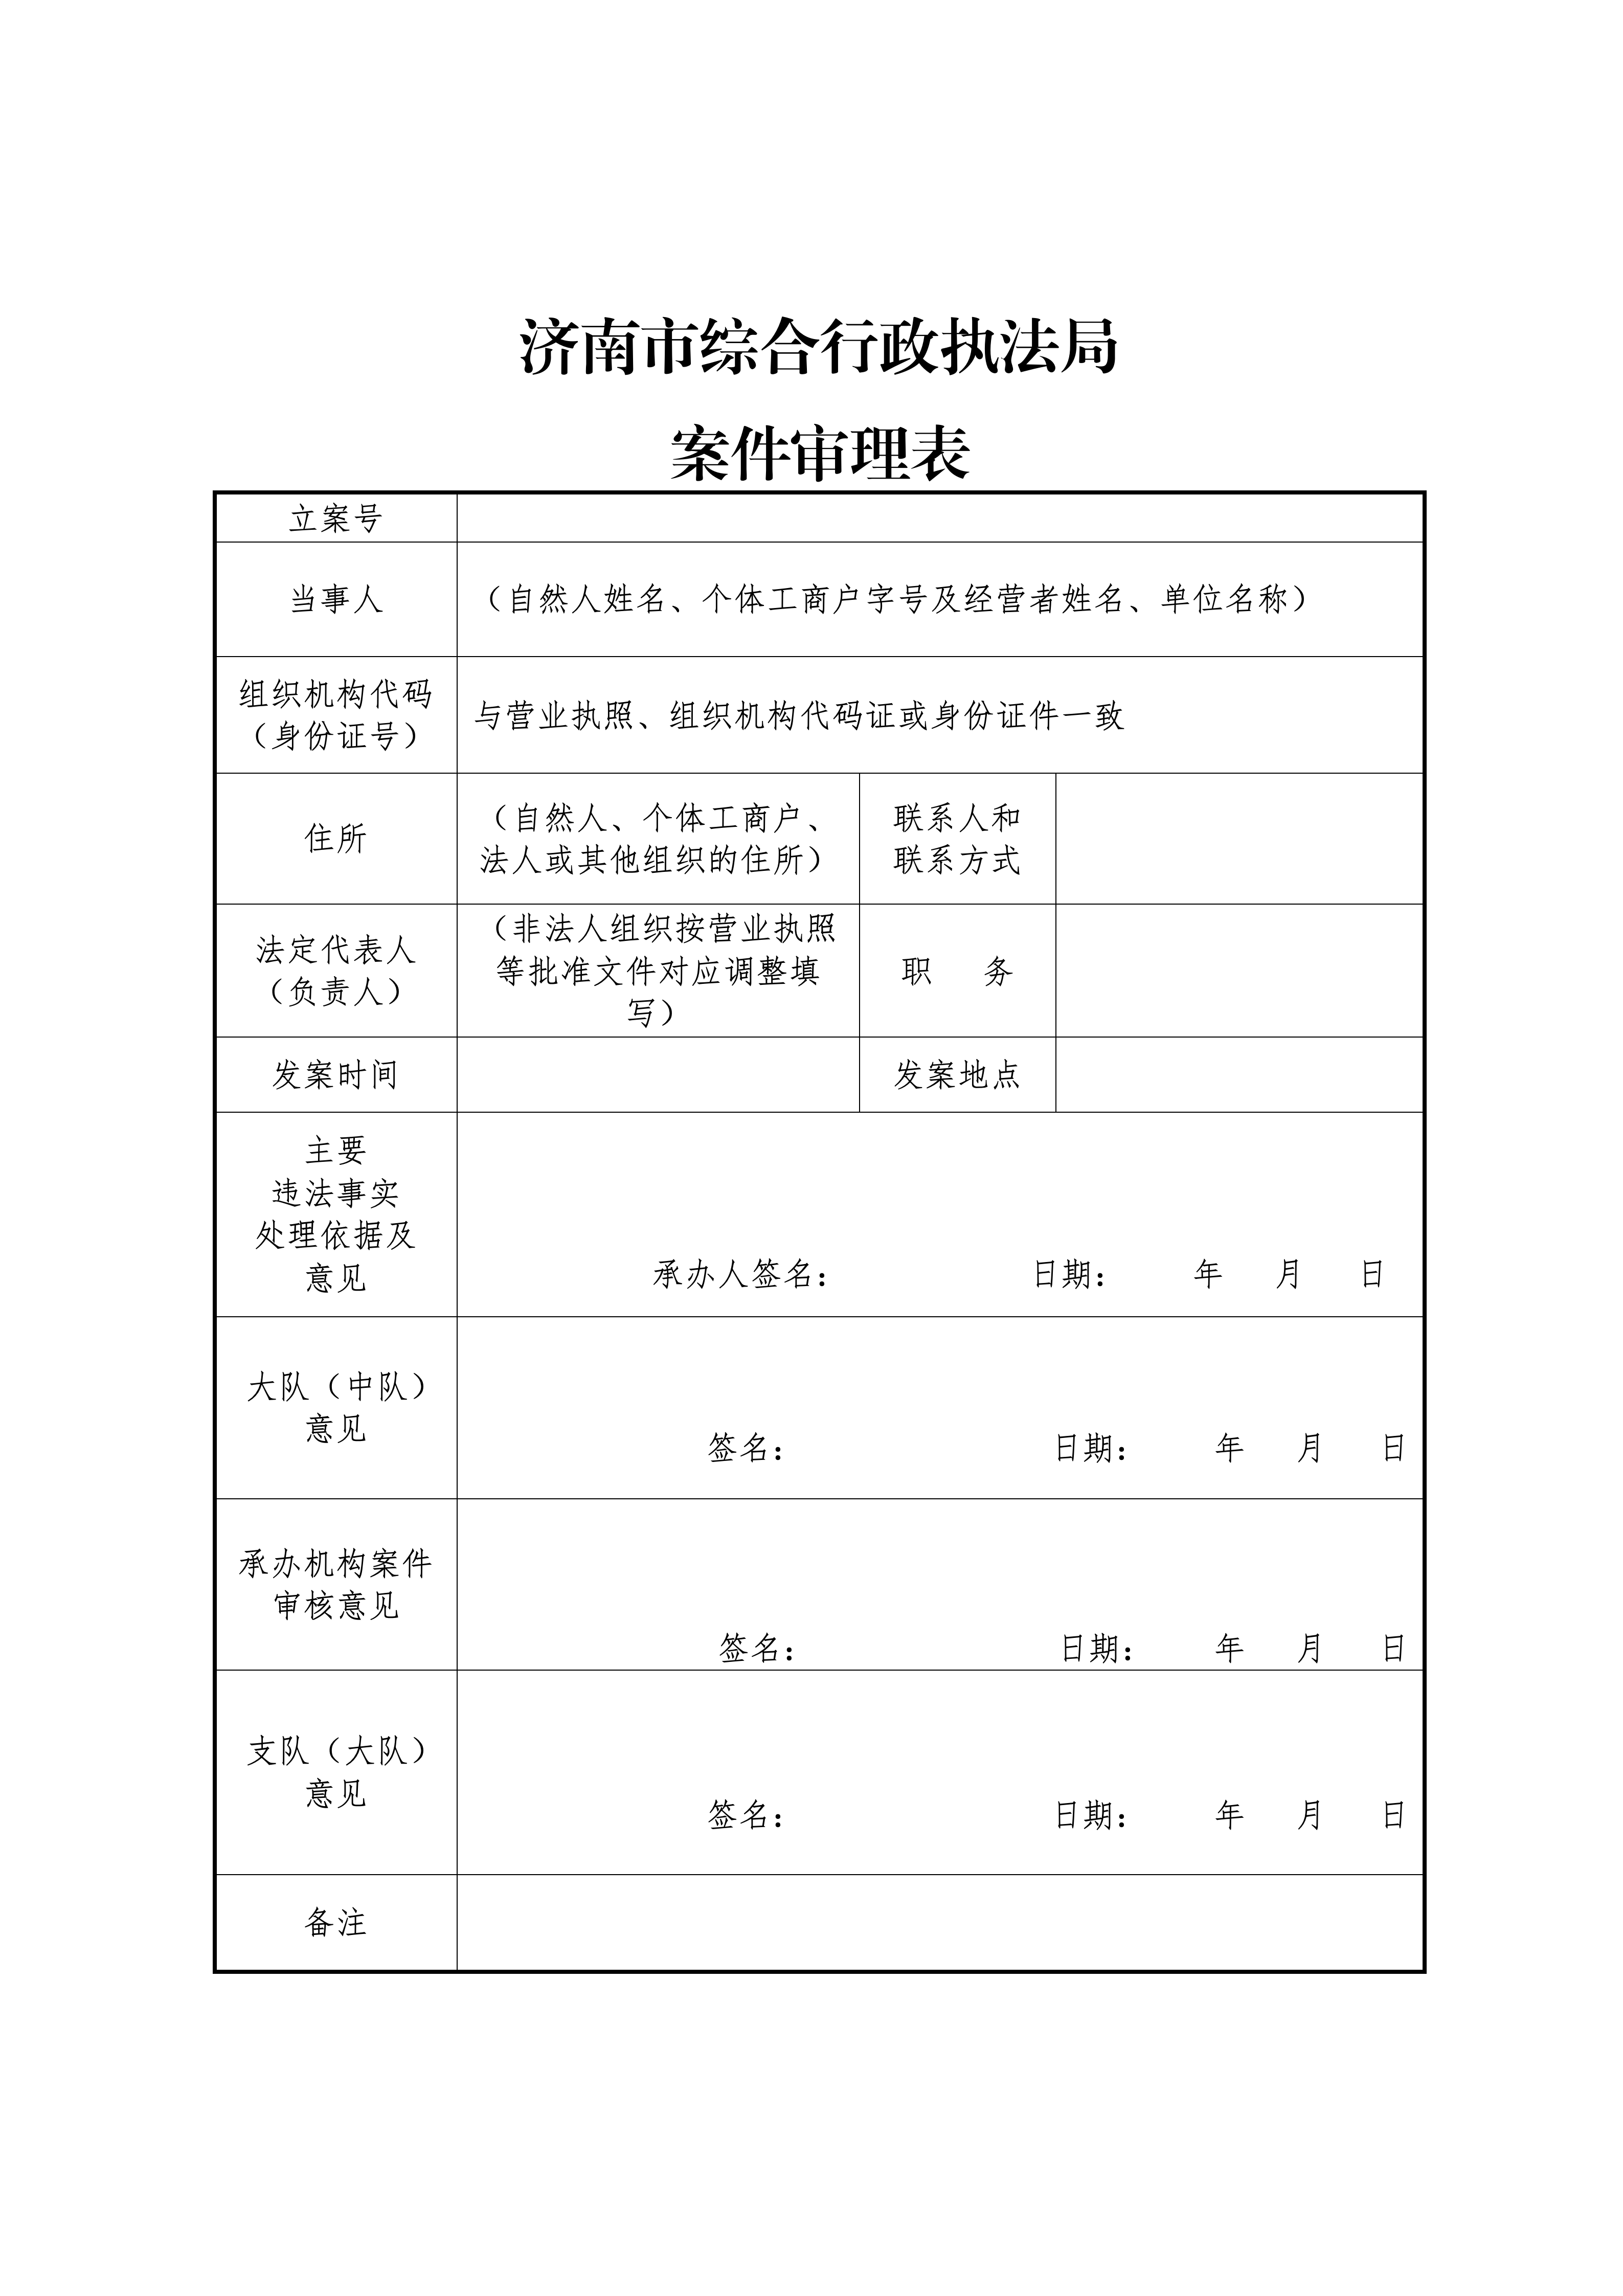 济南市综合行政执法局
案件审理表
立案号
当事人
（自然人姓名、个体工商户字号及经营者姓名、单位名称）
组织机构代码
（身份证号）
与营业执照、组织机构代码证或身份证件一致
住所
（自然人、个体工商户、
法人或其他组织的住所）
联系人和
联系方式
法定代表人
（负责人）
（非法人组织按营业执照
等批准文件对应调整填
写）
职 务
发案时间
发案地点
主要
违法事实
处理依据及
意见
承办人签名： 日期： 年 月 日
大队（中队）
意见
签名： 日期： 年 月 日
承办机构案件
审核意见
签名： 日期： 年 月 日
支队（大队）
意见
签名： 日期： 年 月 日
备注